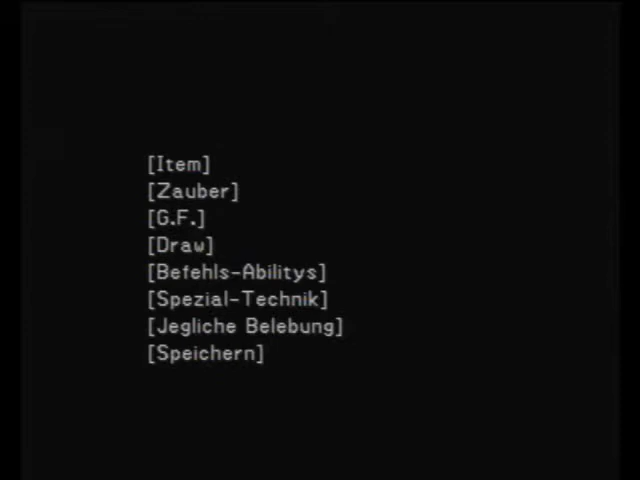 [Item]
[Zauber]
[G.F.]
[Draw]
[Befehls-Abilitys]
[Spezial-Technik]
[Jegliche Belebung]
[Speichern]